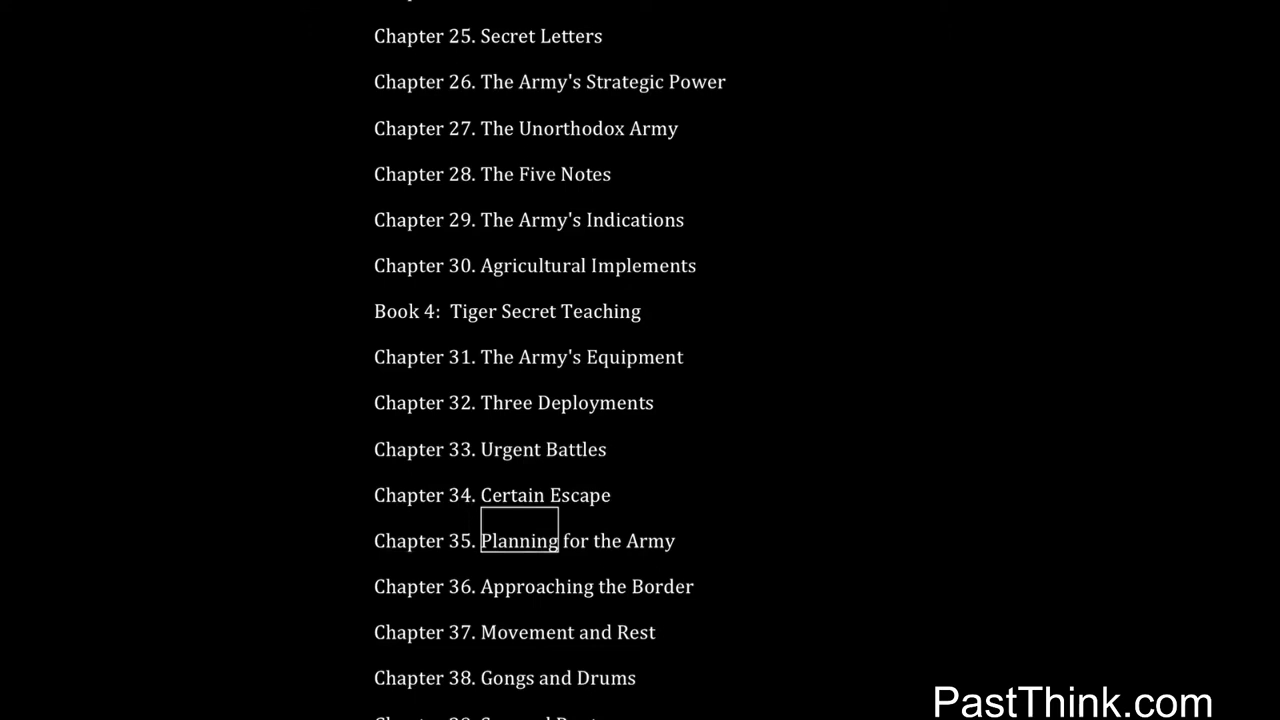 Chapter 25. Secret Letters
Chapter 26. The Army's Strategic Power
Chapter 27. The Unorthodox Army
Chapter 28. The Five Notes
Chapter 29. The Army's Indications
Chapter 30. Agricultural Implements
Book 4:  Tiger Secret Teaching
Chapter 31. The Army's Equipment
Chapter 32. Three Deployments
Chapter 33. Urgent Battles
Chapter 34. Certain Escape
Chapter 35. Planning for the Army
Chapter 36. Approaching the Border
Chapter 37. Movement and Rest
Chapter 38. Gongs and Drums
PastThink.com